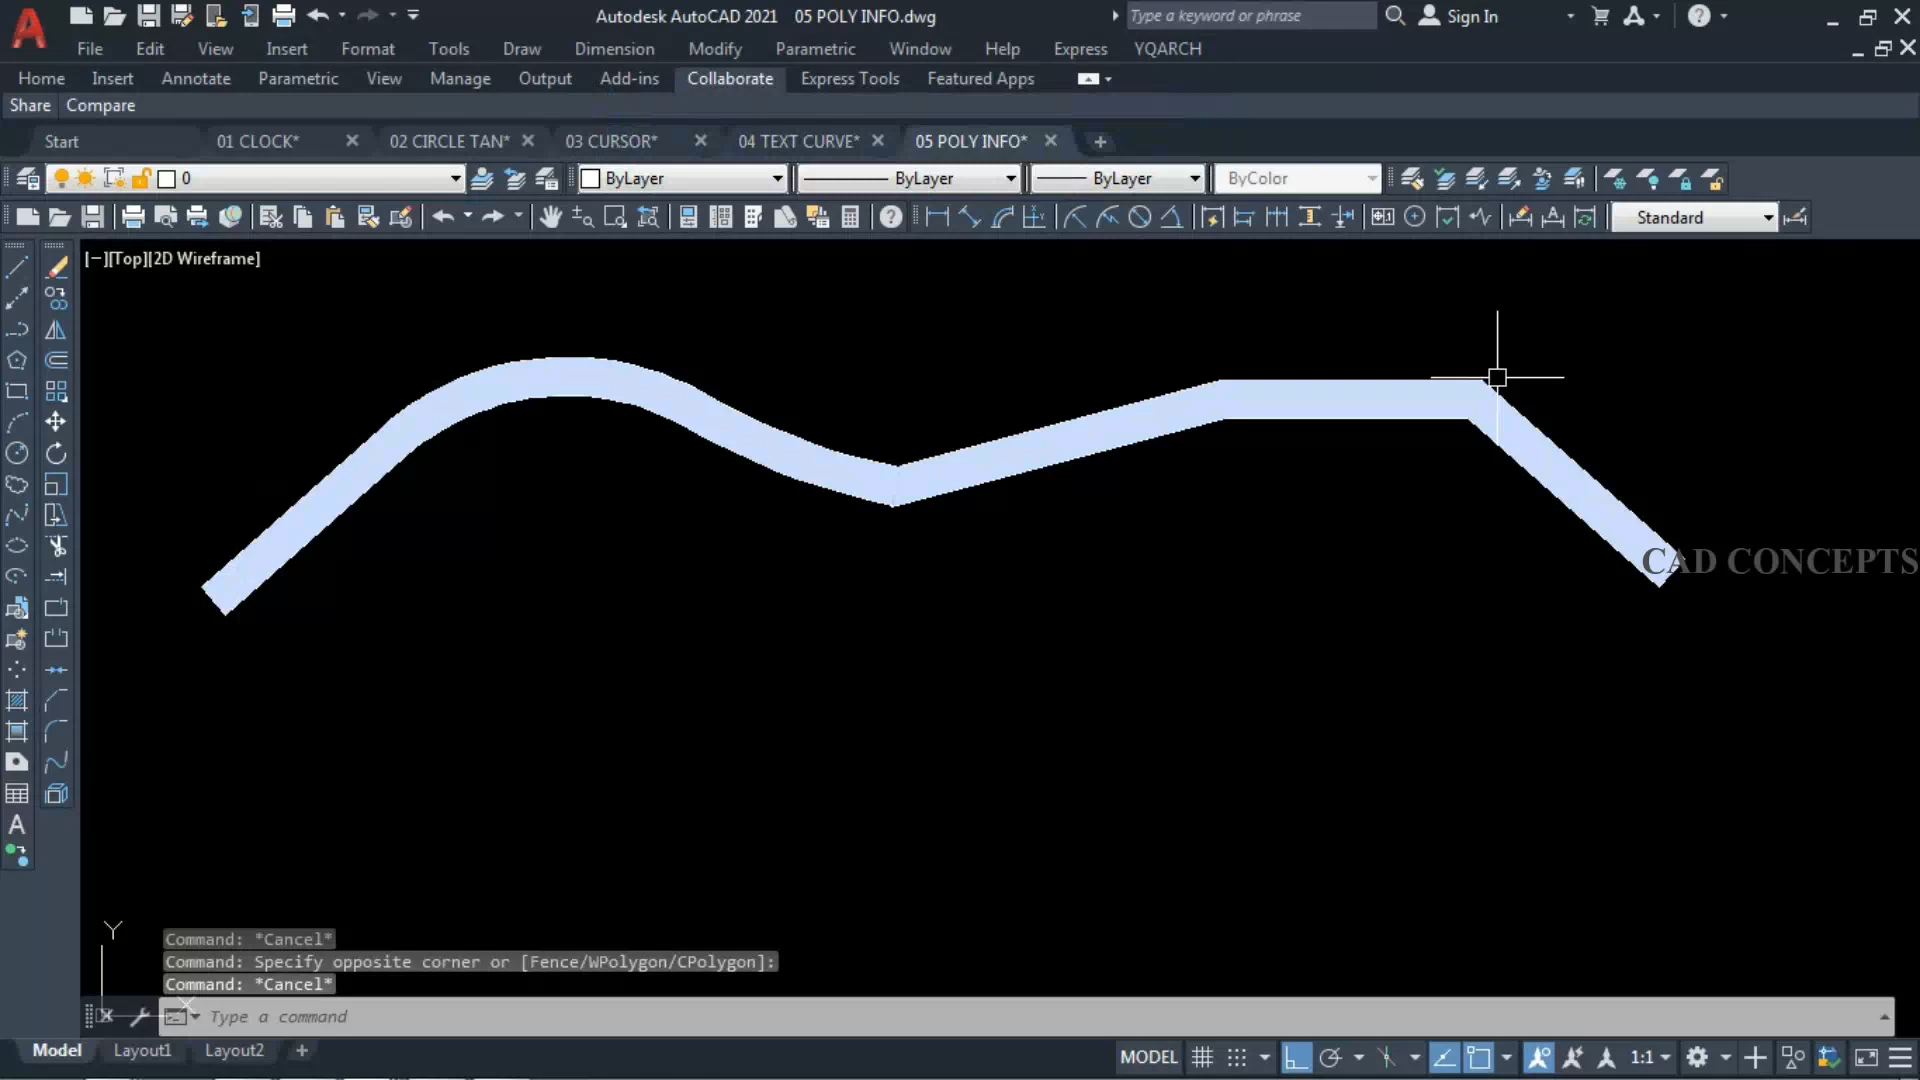 Autodesk AutoCAD 2021 05 POLY INFO.dwg
Type a keyword or phrase
Sign In
File Edit View Insert Format Tools Draw Dimension Modify Parametric Window Help Express YQARCH
Home Insert Annotate Parametric View Manage Output Add-ins Collaborate Express Tools Featured Apps
Share Compare
Start 01 CLOCK* 02 CIRCLE TAN* 03 CURSOR* 04 TEXT CURVE* 05 POLY INFO*
0 ByLayer ByLayer ByLayer ByColor
Standard
[−][Top][2D Wireframe]
CAD CONCEPTS
Y
Command: *Cancel*
Command: Specify opposite corner or [Fence/WPolygon/CPolygon]:
Command: *Cancel*
X
Type a command
Model Layout1 Layout2 +
MODEL 1:1